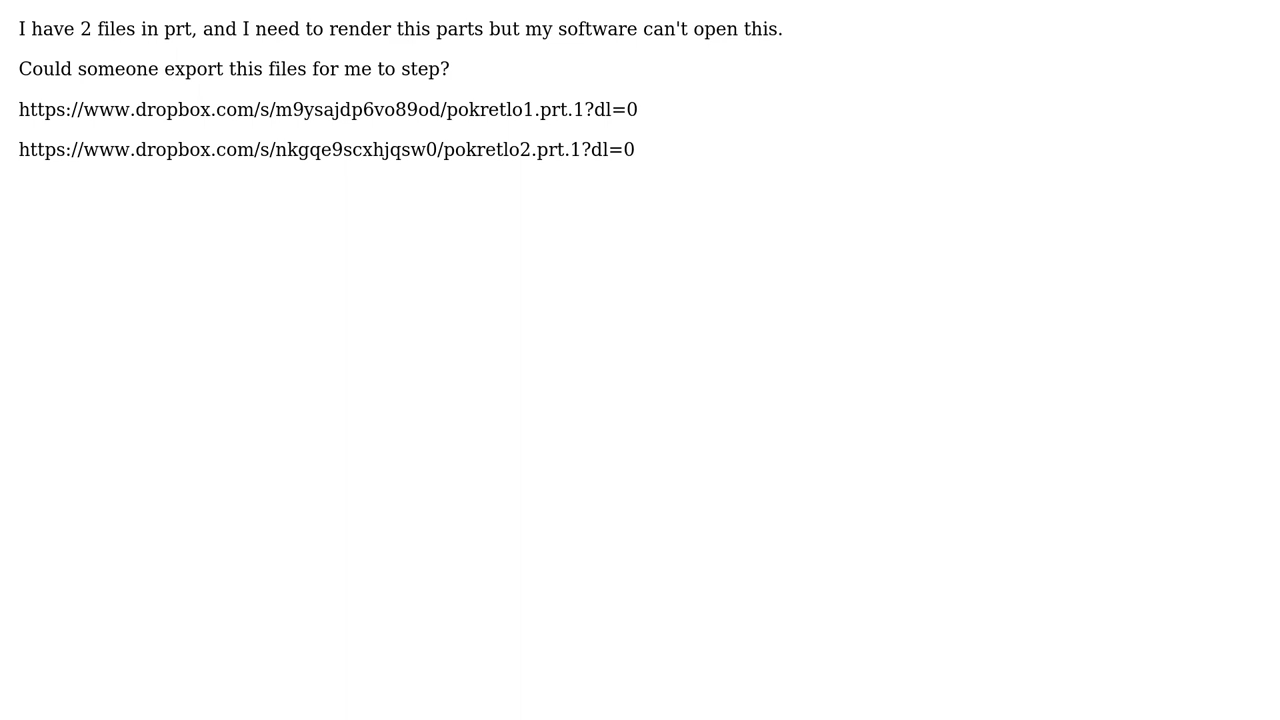 I have 2 files in prt, and I need to render this parts but my software can't open this.
Could someone export this files for me to step?
https://www.dropbox.com/s/m9ysajdp6vo89od/pokretlo1.prt.1?dl=0
https://www.dropbox.com/s/nkgqe9scxhjqsw0/pokretlo2.prt.1?dl=0